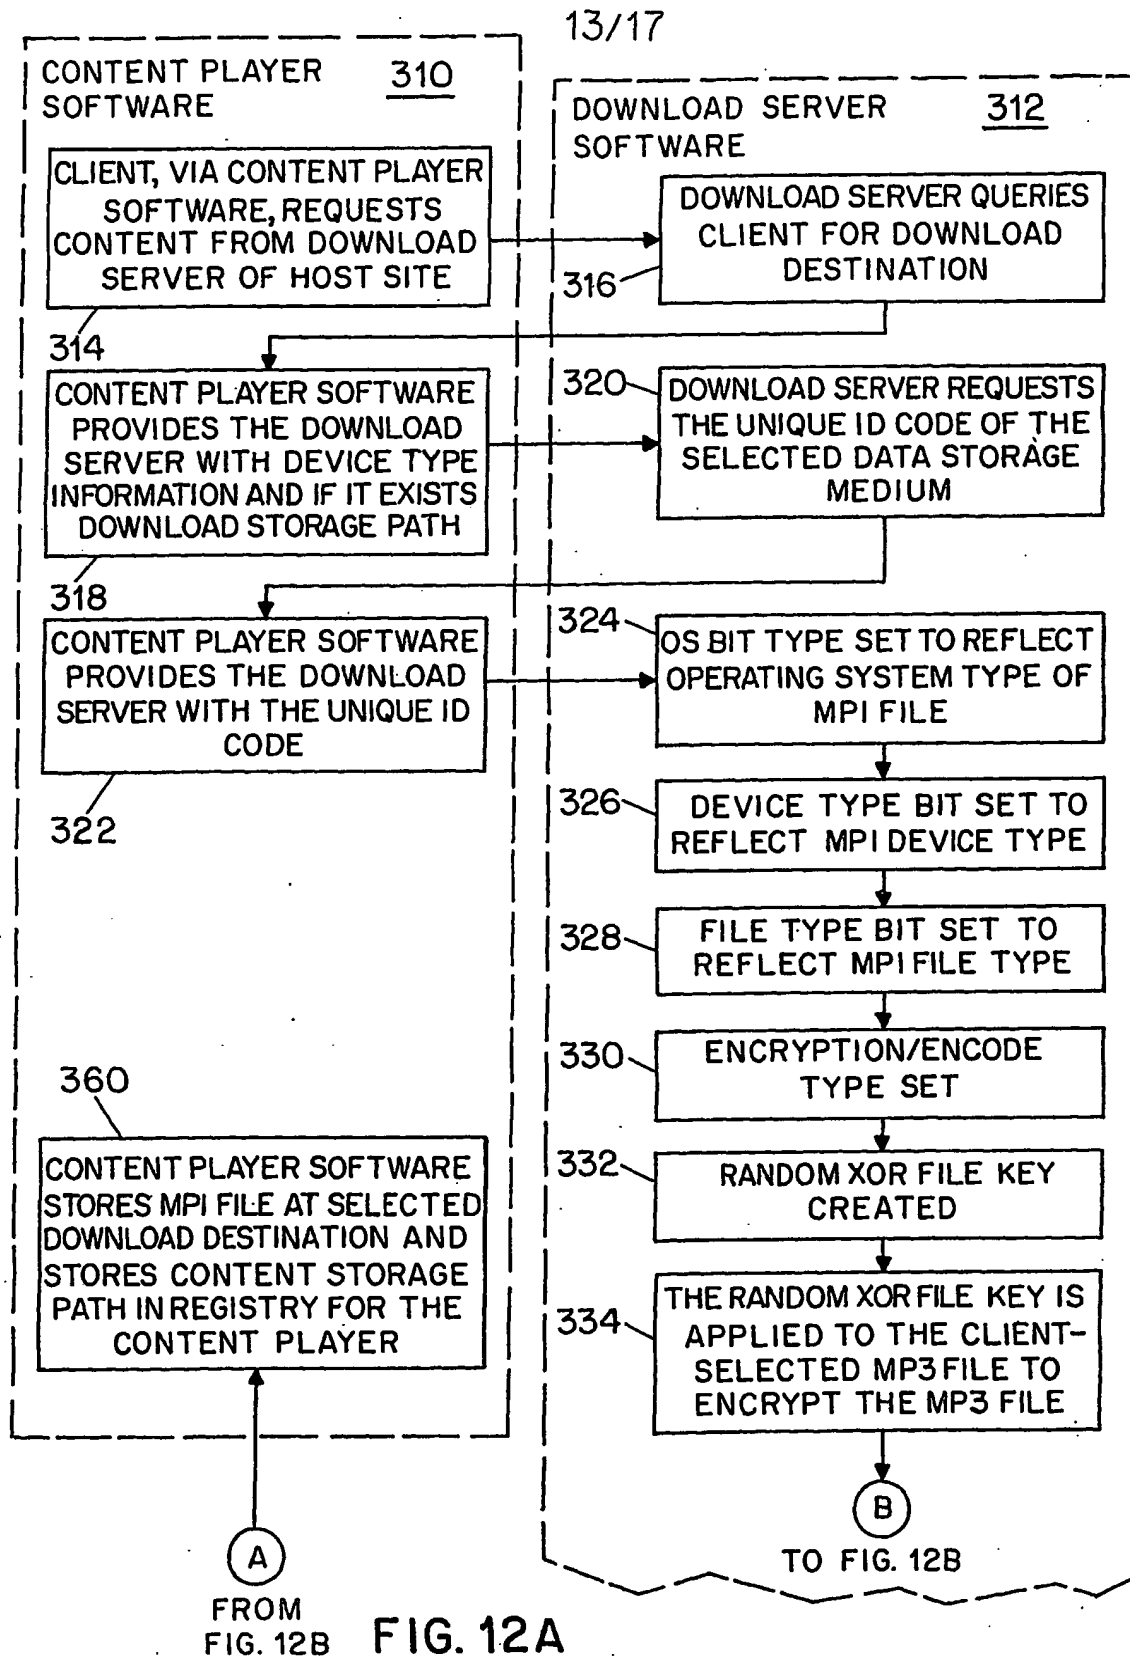 13/17
CONTENT PLAYER 310
SOFTWARE
DOWNLOAD SERVER 312
SOFTWARE
CLIENT, VIA CONTENT PLAYER
SOFTWARE, REQUESTS
CONTENT FROM DOWNLOAD
SERVER OF HOST SITE
314
DOWNLOAD SERVER QUERIES
CLIENT FOR DOWNLOAD
DESTINATION
316
CONTENT PLAYER SOFTWARE
PROVIDES THE DOWNLOAD
SERVER WITH DEVICE TYPE
INFORMATION AND IF IT EXISTS
DOWNLOAD STORAGE PATH
318
320
DOWNLOAD SERVER REQUESTS
THE UNIQUE ID CODE OF THE
SELECTED DATA STORAGE
MEDIUM
CONTENT PLAYER SOFTWARE
PROVIDES THE DOWNLOAD
SERVER WITH THE UNIQUE ID
CODE
322
324
OS BIT TYPE SET TO REFLECT
OPERATING SYSTEM TYPE OF
MPI FILE
326
DEVICE TYPE BIT SET TO
REFLECT MPI DEVICE TYPE
328
FILE TYPE BIT SET TO
REFLECT MPI FILE TYPE
330
ENCRYPTION/ENCODE
TYPE SET
332
RANDOM XOR FILE KEY
CREATED
334
THE RANDOM XOR FILE KEY IS
APPLIED TO THE CLIENT-
SELECTED MP3 FILE TO
ENCRYPT THE MP3 FILE
B
TO FIG. 12B
360
CONTENT PLAYER SOFTWARE
STORES MPI FILE AT SELECTED
DOWNLOAD DESTINATION AND
STORES CONTENT STORAGE
PATH IN REGISTRY FOR THE
CONTENT PLAYER
A
FROM
FIG. 12B
FIG. 12A